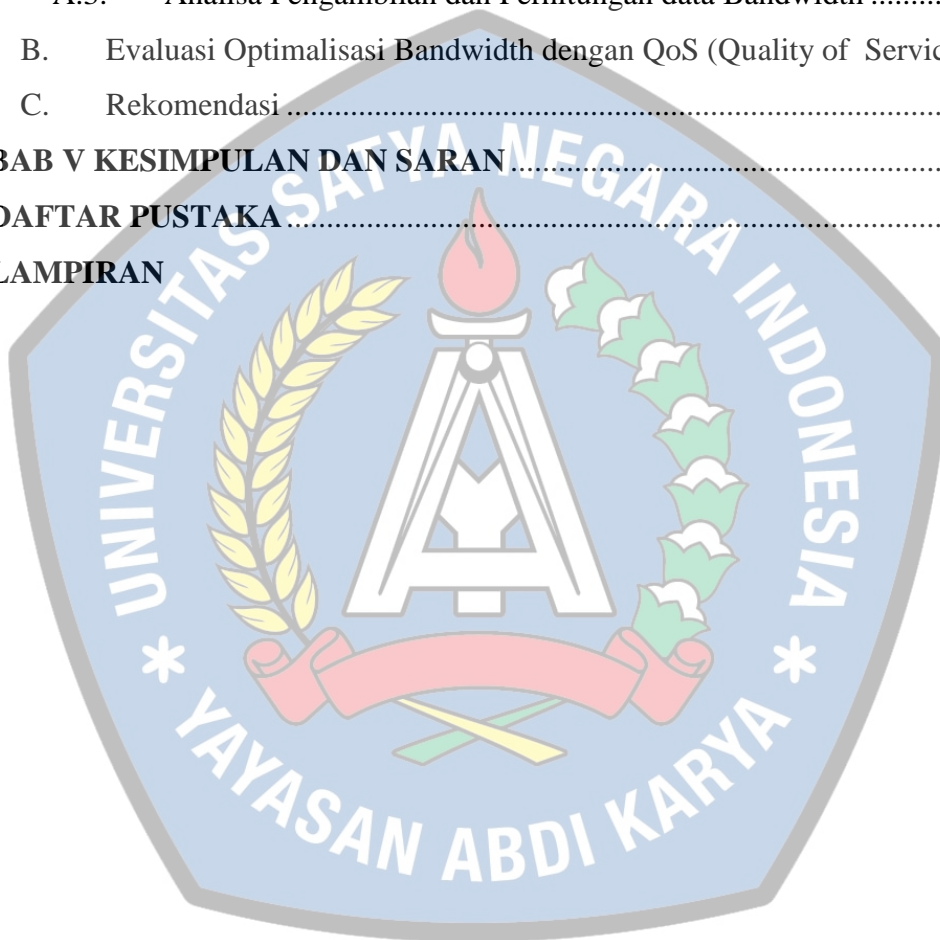 Analisa Pengambilan dan Perhitungan data Bandwidth ..........
B. Evaluasi Optimalisasi Bandwidth dengan QoS (Quality of Servic
C. Rekomendasi ..........
BAB V KESIMPULAN DAN SARAN ..........
DAFTAR PUSTAKA ..........
LAMPIRAN
UNIVERSITAS SATYA NEGARA INDONESIA
* YAYASAN ABDI KARYA *